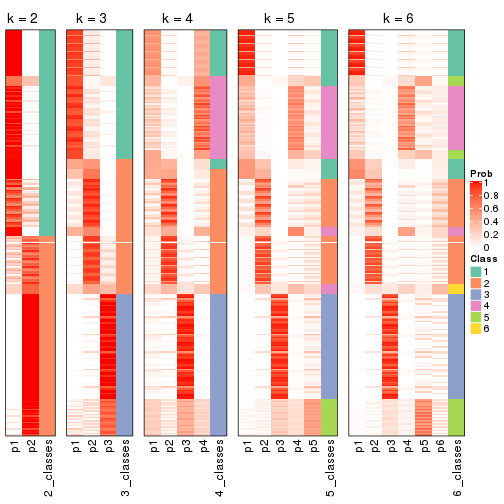 k = 2
k = 3
k = 4
k = 5
k = 6
p1
p2
2_classes
p1
p2
p3
3_classes
p1
p2
p3
p4
4_classes
p1
p2
p3
p4
p5
5_classes
p1
p2
p3
p4
p5
p6
6_classes
Prob
1
0.8
0.6
0.4
0.2
0
Class
1
2
3
4
5
6